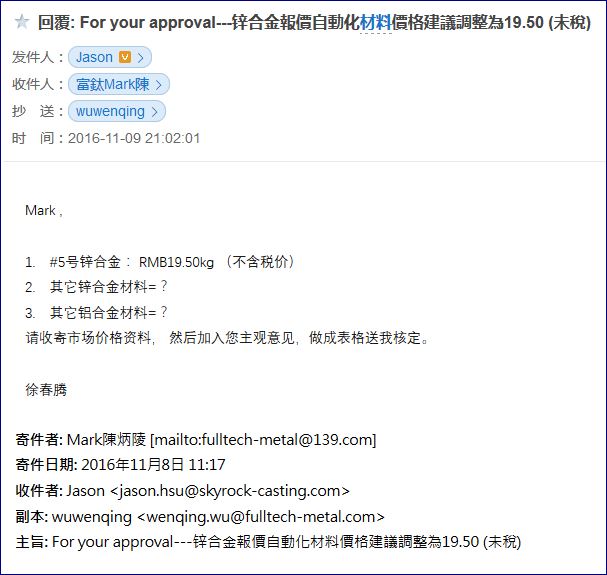 回覆: For your approval---锌合金報價自動化材料價格建議調整為19.50 (未稅)
发件人：Jason
收件人：富鈦Mark陳
抄 送：wuwenqing
时 间：2016-11-09 21:02:01
Mark ,
1. #5号锌合金： RMB19.50kg （不含税价）
2. 其它锌合金材料=？
3. 其它铝合金材料=？
请收寄市场价格资料， 然后加入您主观意见，做成表格送我核定。
徐春腾
寄件者: Mark陳炳陵 [mailto:fulltech-metal@139.com]
寄件日期: 2016年11月8日 11:17
收件者: Jason <jason.hsu@skyrock-casting.com>
副本: wuwenqing <wenqing.wu@fulltech-metal.com>
主旨: For your approval---锌合金報價自動化材料價格建議調整為19.50 (未稅)